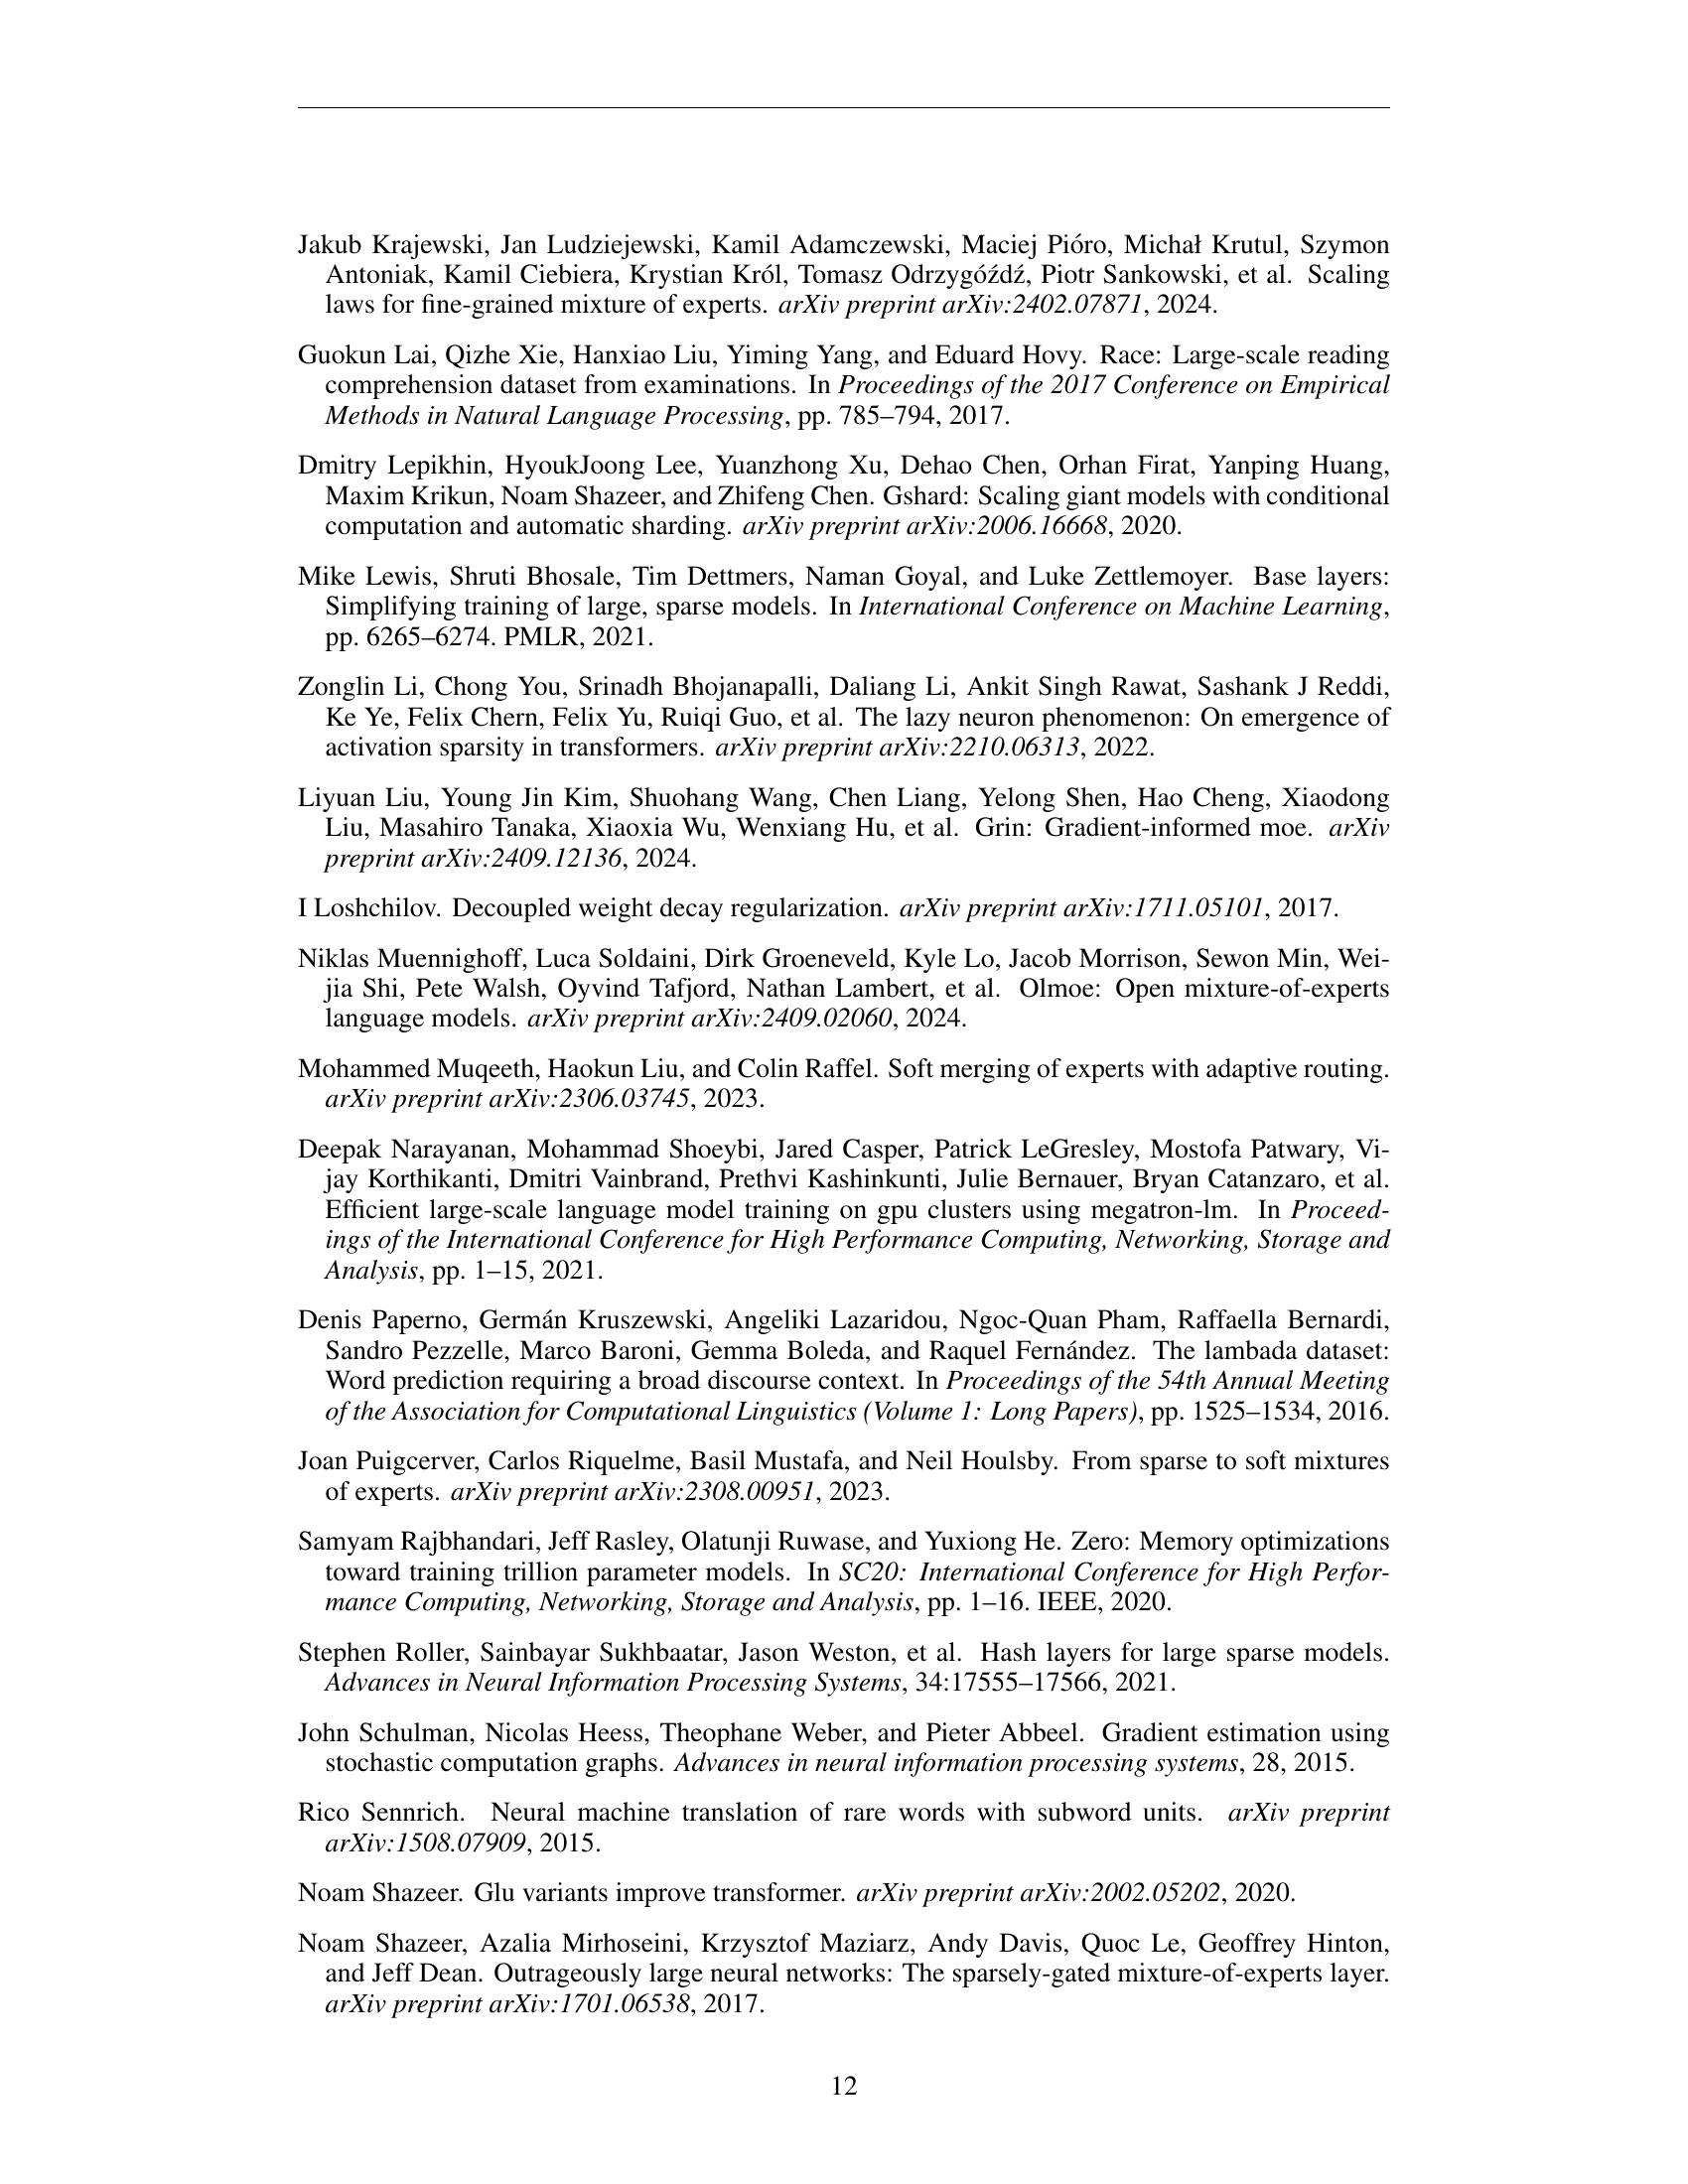 Jakub Krajewski, Jan Ludziejewski, Kamil Adamczewski, Maciej Pióro, Michał Krutul, Szymon
Antoniak, Kamil Ciebiera, Krystian Król, Tomasz Odrzygóźdź, Piotr Sankowski, et al. Scaling
laws for fine-grained mixture of experts. arXiv preprint arXiv:2402.07871, 2024.
Guokun Lai, Qizhe Xie, Hanxiao Liu, Yiming Yang, and Eduard Hovy. Race: Large-scale reading
comprehension dataset from examinations. In Proceedings of the 2017 Conference on Empirical
Methods in Natural Language Processing, pp. 785–794, 2017.
Dmitry Lepikhin, HyoukJoong Lee, Yuanzhong Xu, Dehao Chen, Orhan Firat, Yanping Huang,
Maxim Krikun, Noam Shazeer, and Zhifeng Chen. Gshard: Scaling giant models with conditional
computation and automatic sharding. arXiv preprint arXiv:2006.16668, 2020.
Mike Lewis, Shruti Bhosale, Tim Dettmers, Naman Goyal, and Luke Zettlemoyer. Base layers:
Simplifying training of large, sparse models. In International Conference on Machine Learning,
pp. 6265–6274. PMLR, 2021.
Zonglin Li, Chong You, Srinadh Bhojanapalli, Daliang Li, Ankit Singh Rawat, Sashank J Reddi,
Ke Ye, Felix Chern, Felix Yu, Ruiqi Guo, et al. The lazy neuron phenomenon: On emergence of
activation sparsity in transformers. arXiv preprint arXiv:2210.06313, 2022.
Liyuan Liu, Young Jin Kim, Shuohang Wang, Chen Liang, Yelong Shen, Hao Cheng, Xiaodong
Liu, Masahiro Tanaka, Xiaoxia Wu, Wenxiang Hu, et al. Grin: Gradient-informed moe. arXiv
preprint arXiv:2409.12136, 2024.
I Loshchilov. Decoupled weight decay regularization. arXiv preprint arXiv:1711.05101, 2017.
Niklas Muennighoff, Luca Soldaini, Dirk Groeneveld, Kyle Lo, Jacob Morrison, Sewon Min, Wei-
jia Shi, Pete Walsh, Oyvind Tafjord, Nathan Lambert, et al. Olmoe: Open mixture-of-experts
language models. arXiv preprint arXiv:2409.02060, 2024.
Mohammed Muqeeth, Haokun Liu, and Colin Raffel. Soft merging of experts with adaptive routing.
arXiv preprint arXiv:2306.03745, 2023.
Deepak Narayanan, Mohammad Shoeybi, Jared Casper, Patrick LeGresley, Mostofa Patwary, Vi-
jay Korthikanti, Dmitri Vainbrand, Prethvi Kashinkunti, Julie Bernauer, Bryan Catanzaro, et al.
Efficient large-scale language model training on gpu clusters using megatron-lm. In Proceed-
ings of the International Conference for High Performance Computing, Networking, Storage and
Analysis, pp. 1–15, 2021.
Denis Paperno, Germán Kruszewski, Angeliki Lazaridou, Ngoc-Quan Pham, Raffaella Bernardi,
Sandro Pezzelle, Marco Baroni, Gemma Boleda, and Raquel Fernández. The lambada dataset:
Word prediction requiring a broad discourse context. In Proceedings of the 54th Annual Meeting
of the Association for Computational Linguistics (Volume 1: Long Papers), pp. 1525–1534, 2016.
Joan Puigcerver, Carlos Riquelme, Basil Mustafa, and Neil Houlsby. From sparse to soft mixtures
of experts. arXiv preprint arXiv:2308.00951, 2023.
Samyam Rajbhandari, Jeff Rasley, Olatunji Ruwase, and Yuxiong He. Zero: Memory optimizations
toward training trillion parameter models. In SC20: International Conference for High Perfor-
mance Computing, Networking, Storage and Analysis, pp. 1–16. IEEE, 2020.
Stephen Roller, Sainbayar Sukhbaatar, Jason Weston, et al. Hash layers for large sparse models.
Advances in Neural Information Processing Systems, 34:17555–17566, 2021.
John Schulman, Nicolas Heess, Theophane Weber, and Pieter Abbeel. Gradient estimation using
stochastic computation graphs. Advances in neural information processing systems, 28, 2015.
Rico Sennrich. Neural machine translation of rare words with subword units. arXiv preprint
arXiv:1508.07909, 2015.
Noam Shazeer. Glu variants improve transformer. arXiv preprint arXiv:2002.05202, 2020.
Noam Shazeer, Azalia Mirhoseini, Krzysztof Maziarz, Andy Davis, Quoc Le, Geoffrey Hinton,
and Jeff Dean. Outrageously large neural networks: The sparsely-gated mixture-of-experts layer.
arXiv preprint arXiv:1701.06538, 2017.
12